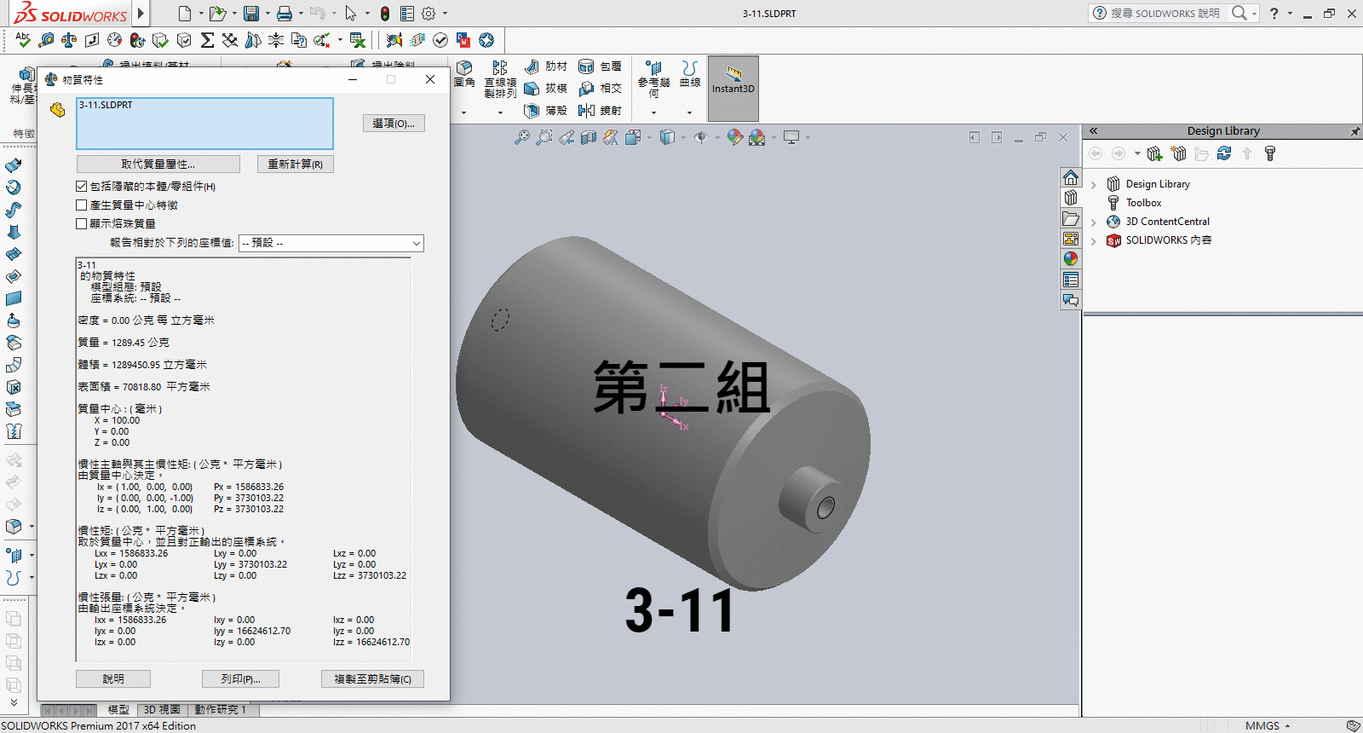 SOLIDWORKS
3-11.SLDPRT
搜尋 SOLIDWORKS 說明
伸長填
料/基
特徵
掃出填料/基材
掃出除料
圓角
直線複製排列
肋材
拔模
薄殼
包覆
相交
鏡射
參考幾何
曲線
Instant3D
物質特性
3-11.SLDPRT
選項(O)...
取代質量屬性...
重新計算(R)
包括隱藏的本體/零組件(H)
產生質量中心特徵
顯示熔珠質量
報告相對於下列的座標值: -- 預設 --
3-11
的物質特性
模型組態: 預設
座標系統: -- 預設 --
密度 = 0.00 公克 每 立方毫米
質量 = 1289.45 公克
體積 = 1289450.95 立方毫米
表面積 = 70818.80 平方毫米
質量中心 : ( 毫米 )
X = 100.00
Y = 0.00
Z = 0.00
慣性主軸與其主慣性矩: ( 公克 * 平方毫米 )
由質量中心決定。
Ix = ( 1.00, 0.00, 0.00) Px = 1586833.26
Iy = ( 0.00, 0.00, -1.00) Py = 3730103.22
Iz = ( 0.00, 1.00, 0.00) Pz = 3730103.22
慣性矩: ( 公克 * 平方毫米 )
取於質量中心，並且對正輸出的座標系統。
Lxx = 1586833.26 Lxy = 0.00 Lxz = 0.00
Lyx = 0.00 Lyy = 3730103.22 Lyz = 0.00
Lzx = 0.00 Lzy = 0.00 Lzz = 3730103.22
慣性張量: ( 公克 * 平方毫米 )
由輸出座標系統決定。
Ixx = 1586833.26 Ixy = 0.00 Ixz = 0.00
Iyx = 0.00 Iyy = 16624612.70 Iyz = 0.00
Izx = 0.00 Izy = 0.00 Izz = 16624612.70
說明
列印(P)...
複製至剪貼簿(C)
第二組
Iz
Iy
Ix
3-11
Design Library
Design Library
Toolbox
3D ContentCentral
SOLIDWORKS 內容
模型
3D 視圖
動作研究 1
SOLIDWORKS Premium 2017 x64 Edition
MMGS